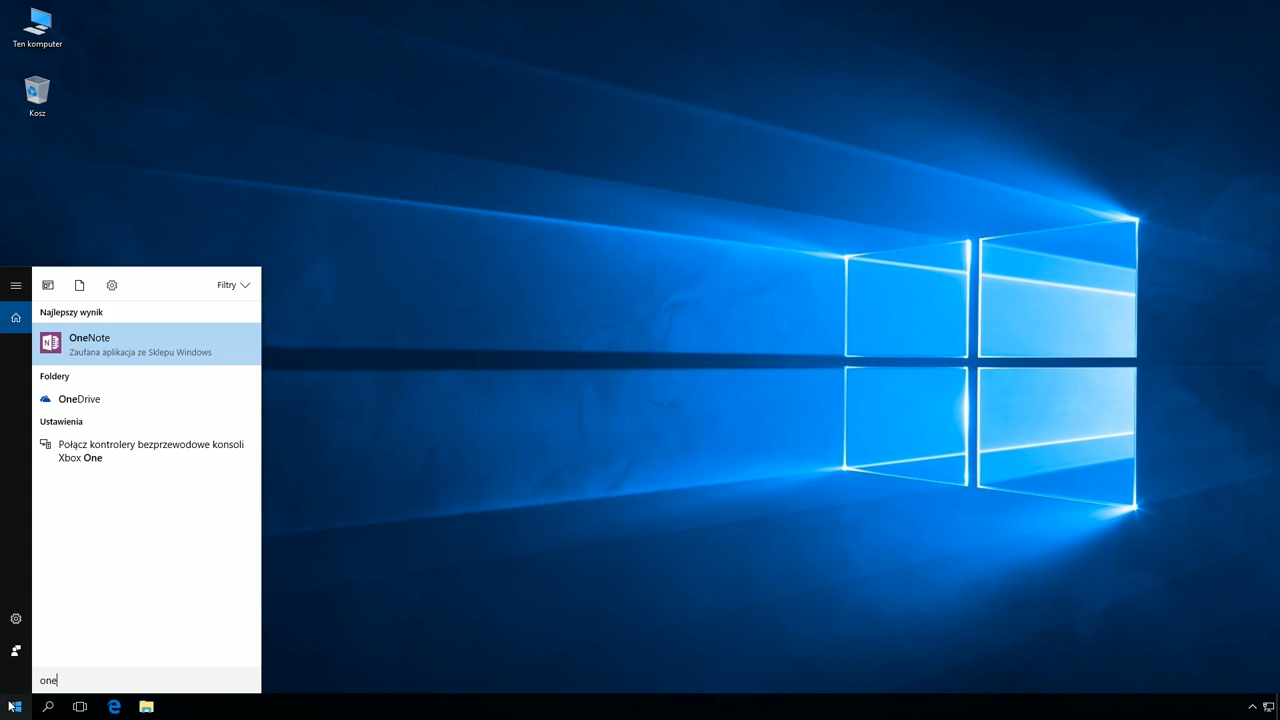 Ten komputer
Kosz
Filtry
Najlepszy wynik
OneNote
Zaufana aplikacja ze Sklepu Windows
Foldery
OneDrive
Ustawienia
Połącz kontrolery bezprzewodowe konsoli
Xbox One
one